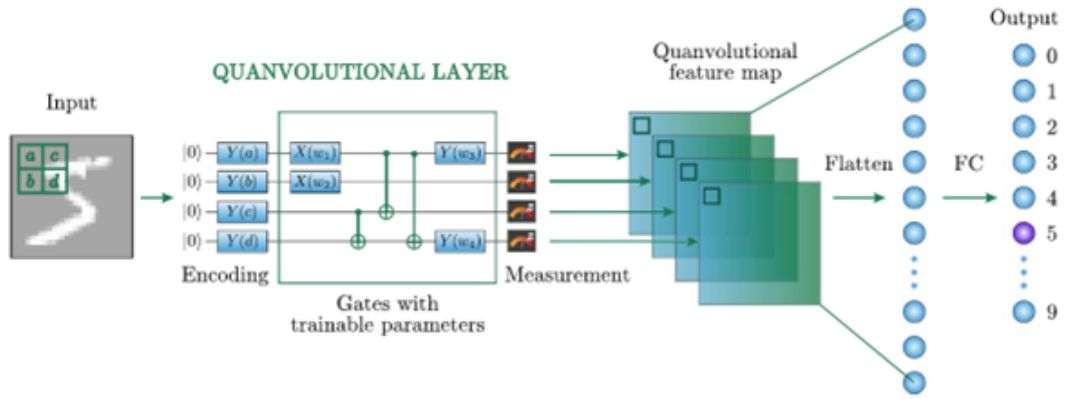 Output
Quanvolutional
feature map
QUANVOLUTIONAL LAYER
Input
a c
b d
|0⟩ Y(a) X(w₁) Y(w₃) z
|0⟩ Y(b) X(w₂) z
|0⟩ Y(c) z
|0⟩ Y(d) Y(w₄) z
Encoding
Gates with
trainable parameters
Measurement
Flatten
FC
0
1
2
3
4
5
9